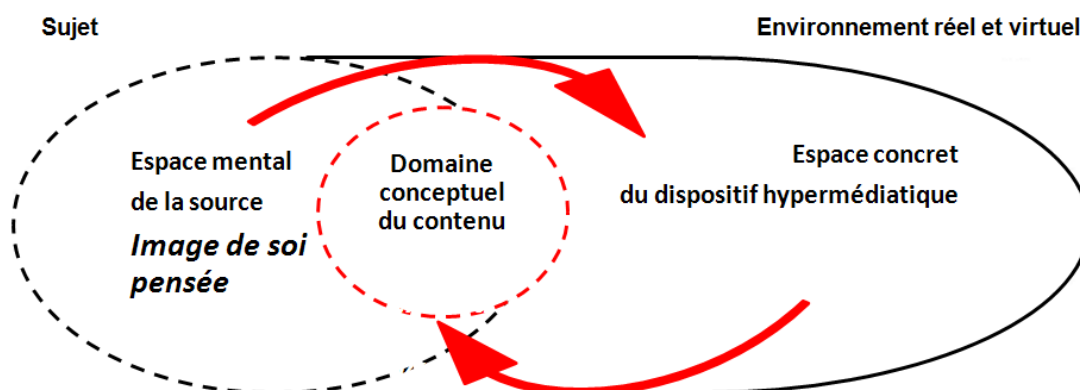 Sujet
Environnement réel et virtuel
Espace mental
de la source
Image de soi
pensée
Domaine
conceptuel
du contenu
Espace concret
du dispositif hypermédiatique